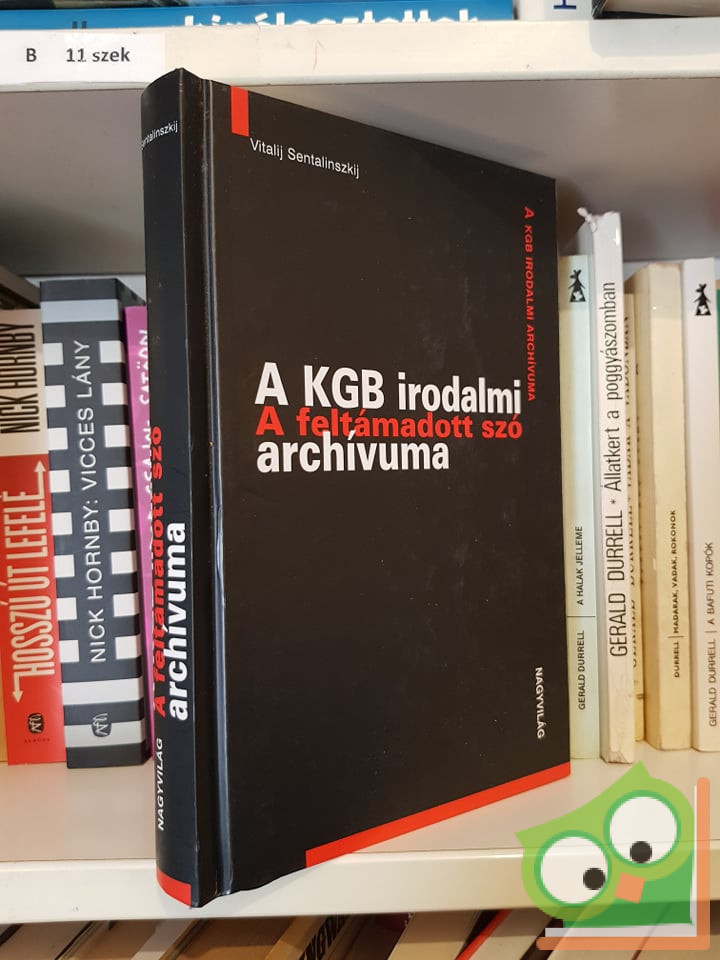 B 11 szek
Sentalinszkij
A feltámadott szó
archívuma
NAGYVILÁG
Vitalij Sentalinszkij
A KGB IRODALMI ARCHÍVUMA
A KGB irodalmi
A feltámadott szó
archívuma
NAGYVILÁG
NICK HORNBY
HOSSZÚ ÚT LEFELÉ
EURÓPA
NICK HORNBY: VICCES LÁNY
GERALD DURRELL A HALAK JELLEME
GERALD DURRELL * Állatkert a poggyászomban
DURRELL MADARAK, VADAK, ROKONOK
GERALD DURRELL A BAFUTI KOPÓK